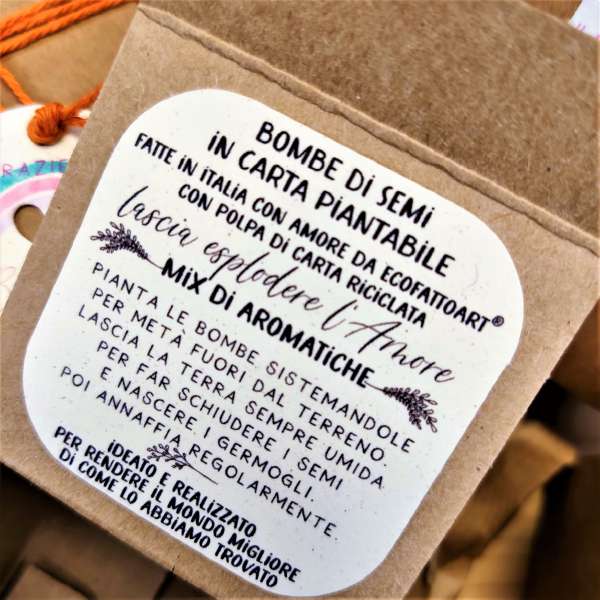 RAZIE
BOMBE DI SEMI
IN CARTA PIANTABILE
FATTE IN ITALIA CON AMORE DA ECOFATTOART®
CON POLPA DI CARTA RICICLATA
lascia esplodere l'Amore
MIX DI AROMATICHE
PIANTA LE BOMBE SISTEMANDOLE
PER METÀ FUORI DAL TERRENO.
LASCIA LA TERRA SEMPRE UMIDA
PER FAR SCHIUDERE I SEMI
E NASCERE I GERMOGLI.
POI ANNAFFIA REGOLARMENTE.
IDEATO E REALIZZATO
PER RENDERE IL MONDO MIGLIORE
DI COME LO ABBIAMO TROVATO